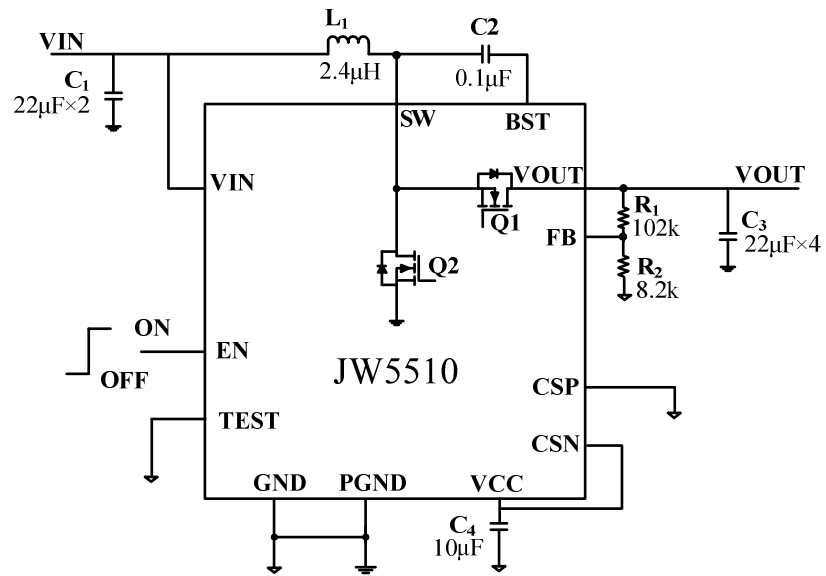 L1
C2
VIN
2.4μH
0.1μF
C1
22μF×2
SW
BST
VIN
VOUT
VOUT
Q1
R1
102k
C3
22μF×4
FB
Q2
R2
8.2k
ON
OFF
EN
JW5510
CSP
TEST
CSN
GND
PGND
VCC
C4
10μF